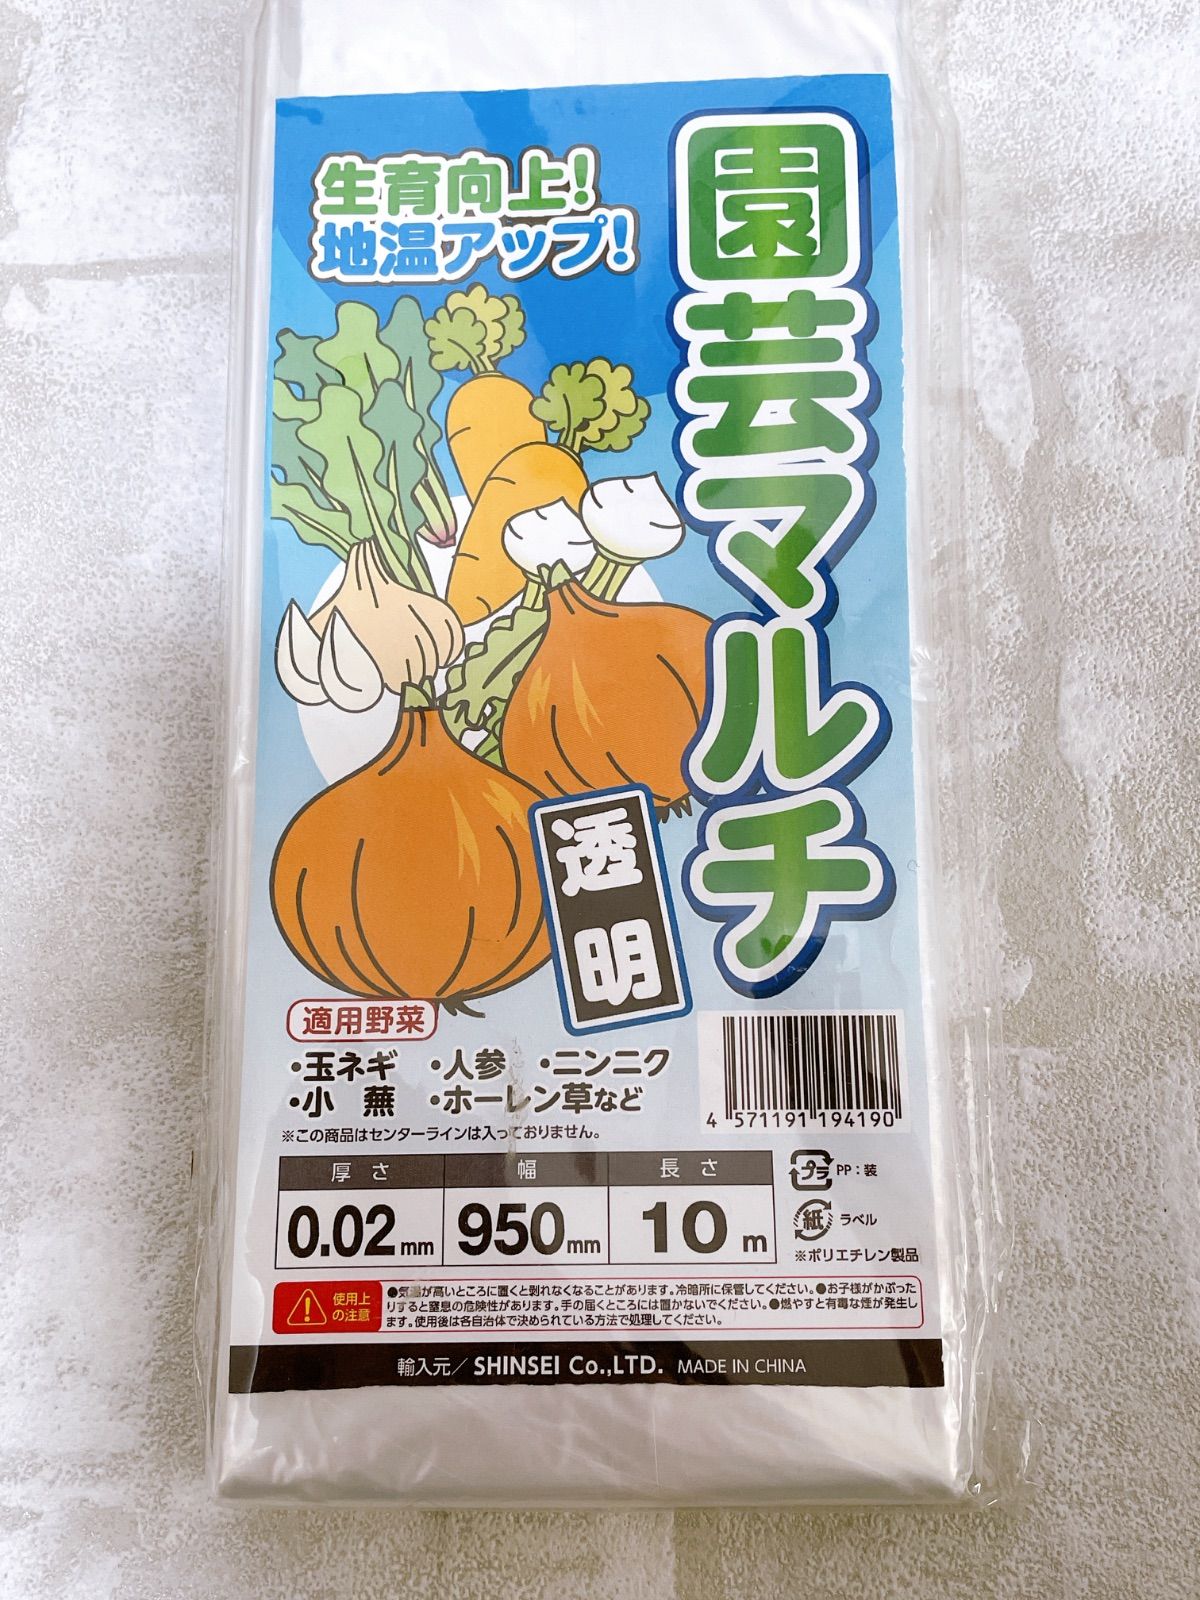 生育向上!
地温アップ!
園芸マルチ
透明
適用野菜
・玉ネギ ・人参 ・ニンニク
・小 蕪 ・ホーレン草など
※この商品はセンターラインは入っておりません。
4 571191 194190
厚さ 幅 長さ
0.02mm 950mm 10m
プラ PP:装
紙 ラベル
※ポリエチレン製品
使用上
の注意
●気温が高いところに置くと剝れなくなることがあります。冷暗所に保管してください。●お子様がかぶった
りすると窒息の危険性があります。手の届くところには置かないでください。●燃やすと有毒な煙が発生し
ます。使用後は各自治体で決められている方法で処理してください。
輸入元/ SHINSEI Co.,LTD. MADE IN CHINA